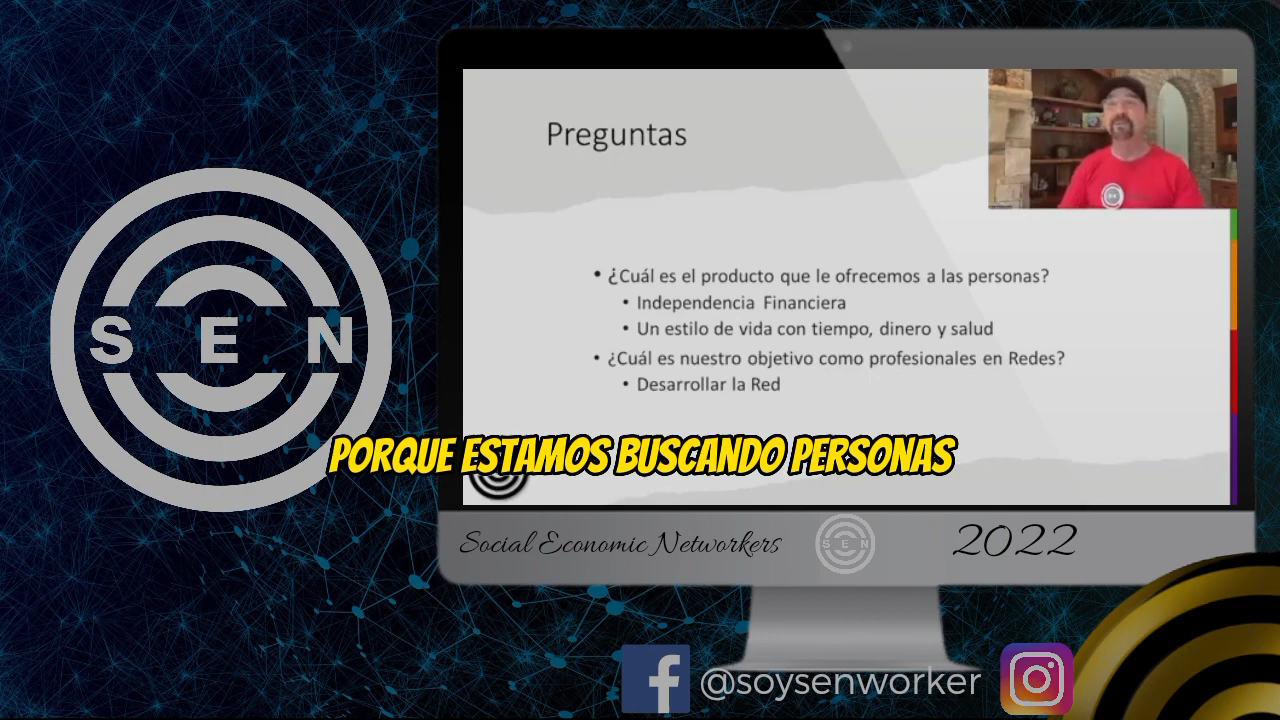 Preguntas
• ¿Cuál es el producto que le ofrecemos a las personas?
• Independencia Financiera
• Un estilo de vida con tiempo, dinero y salud
• ¿Cuál es nuestro objetivo como profesionales en Redes?
• Desarrollar la Red
SEN
PORQUE ESTAMOS BUSCANDO PERSONAS
Social Economic Networkers
SEN
2022
@soysenworker